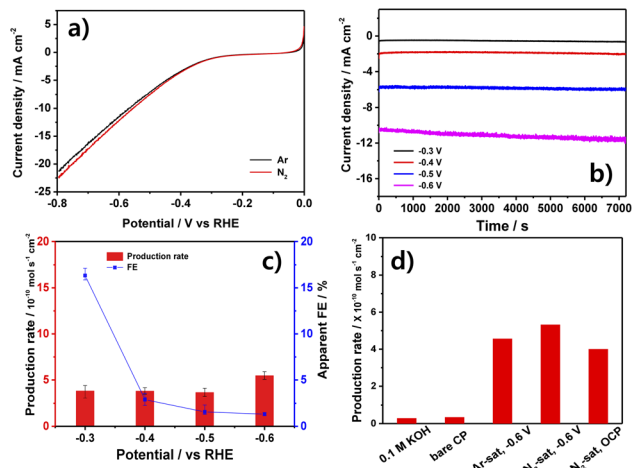 a)
Current density / mA cm-2
5
0
-5
-10
-15
-20
-25
-0.8
-0.6
-0.4
-0.2
0.0
Potential / V vs RHE
Ar
N2
b)
Current density / mA cm-2
0
-4
-8
-12
-16
0 1000 2000 3000 4000 5000 6000 7000
Time / s
-0.3 V
-0.4 V
-0.5 V
-0.6 V
c)
Production rate / 10-10 mol s-1 cm-2
20
15
10
5
0
Production rate
FE
-0.3
-0.4
-0.5
-0.6
Potential / vs RHE
20
15
10
5
0
Apparent FE / %
d)
Production rate / X 10-10 mol s-1 cm-2
10
8
6
4
2
0
0.1 M KOH
bare CP
Ar-sat, -0.6 V
-sat, -0.6 V
-sat, OCP